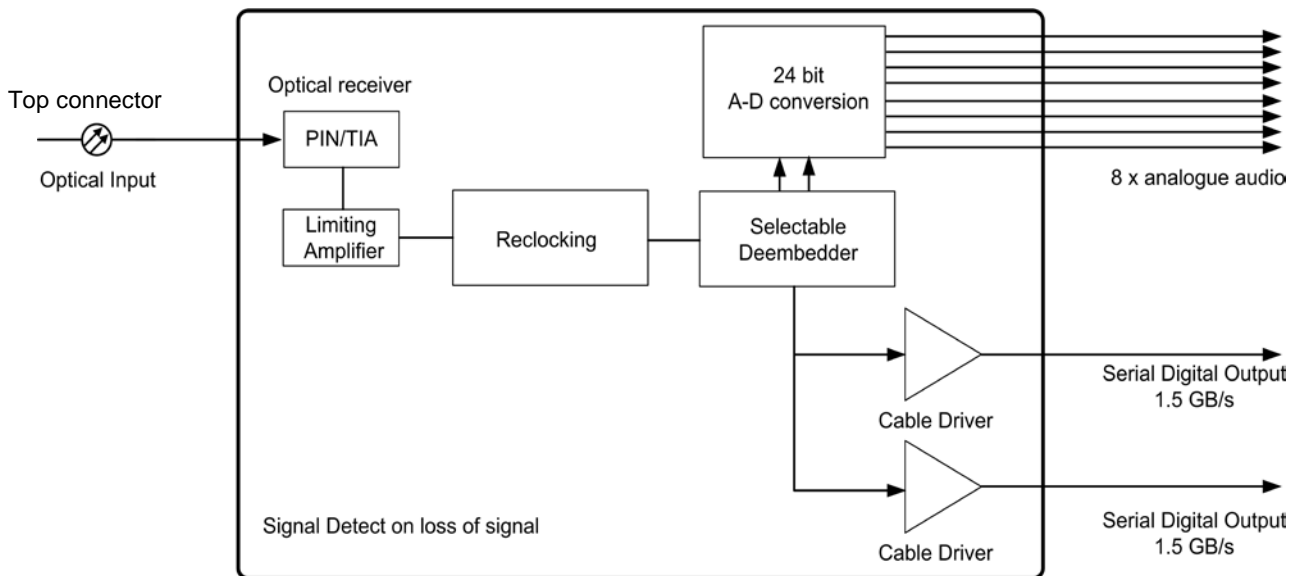 Top connector
Optical Input
Optical receiver
PIN/TIA
Limiting
Amplifier
Reclocking
Selectable
Deembedder
24 bit
A-D conversion
8 x analogue audio
Cable Driver
Serial Digital Output
1.5 GB/s
Cable Driver
Serial Digital Output
1.5 GB/s
Signal Detect on loss of signal